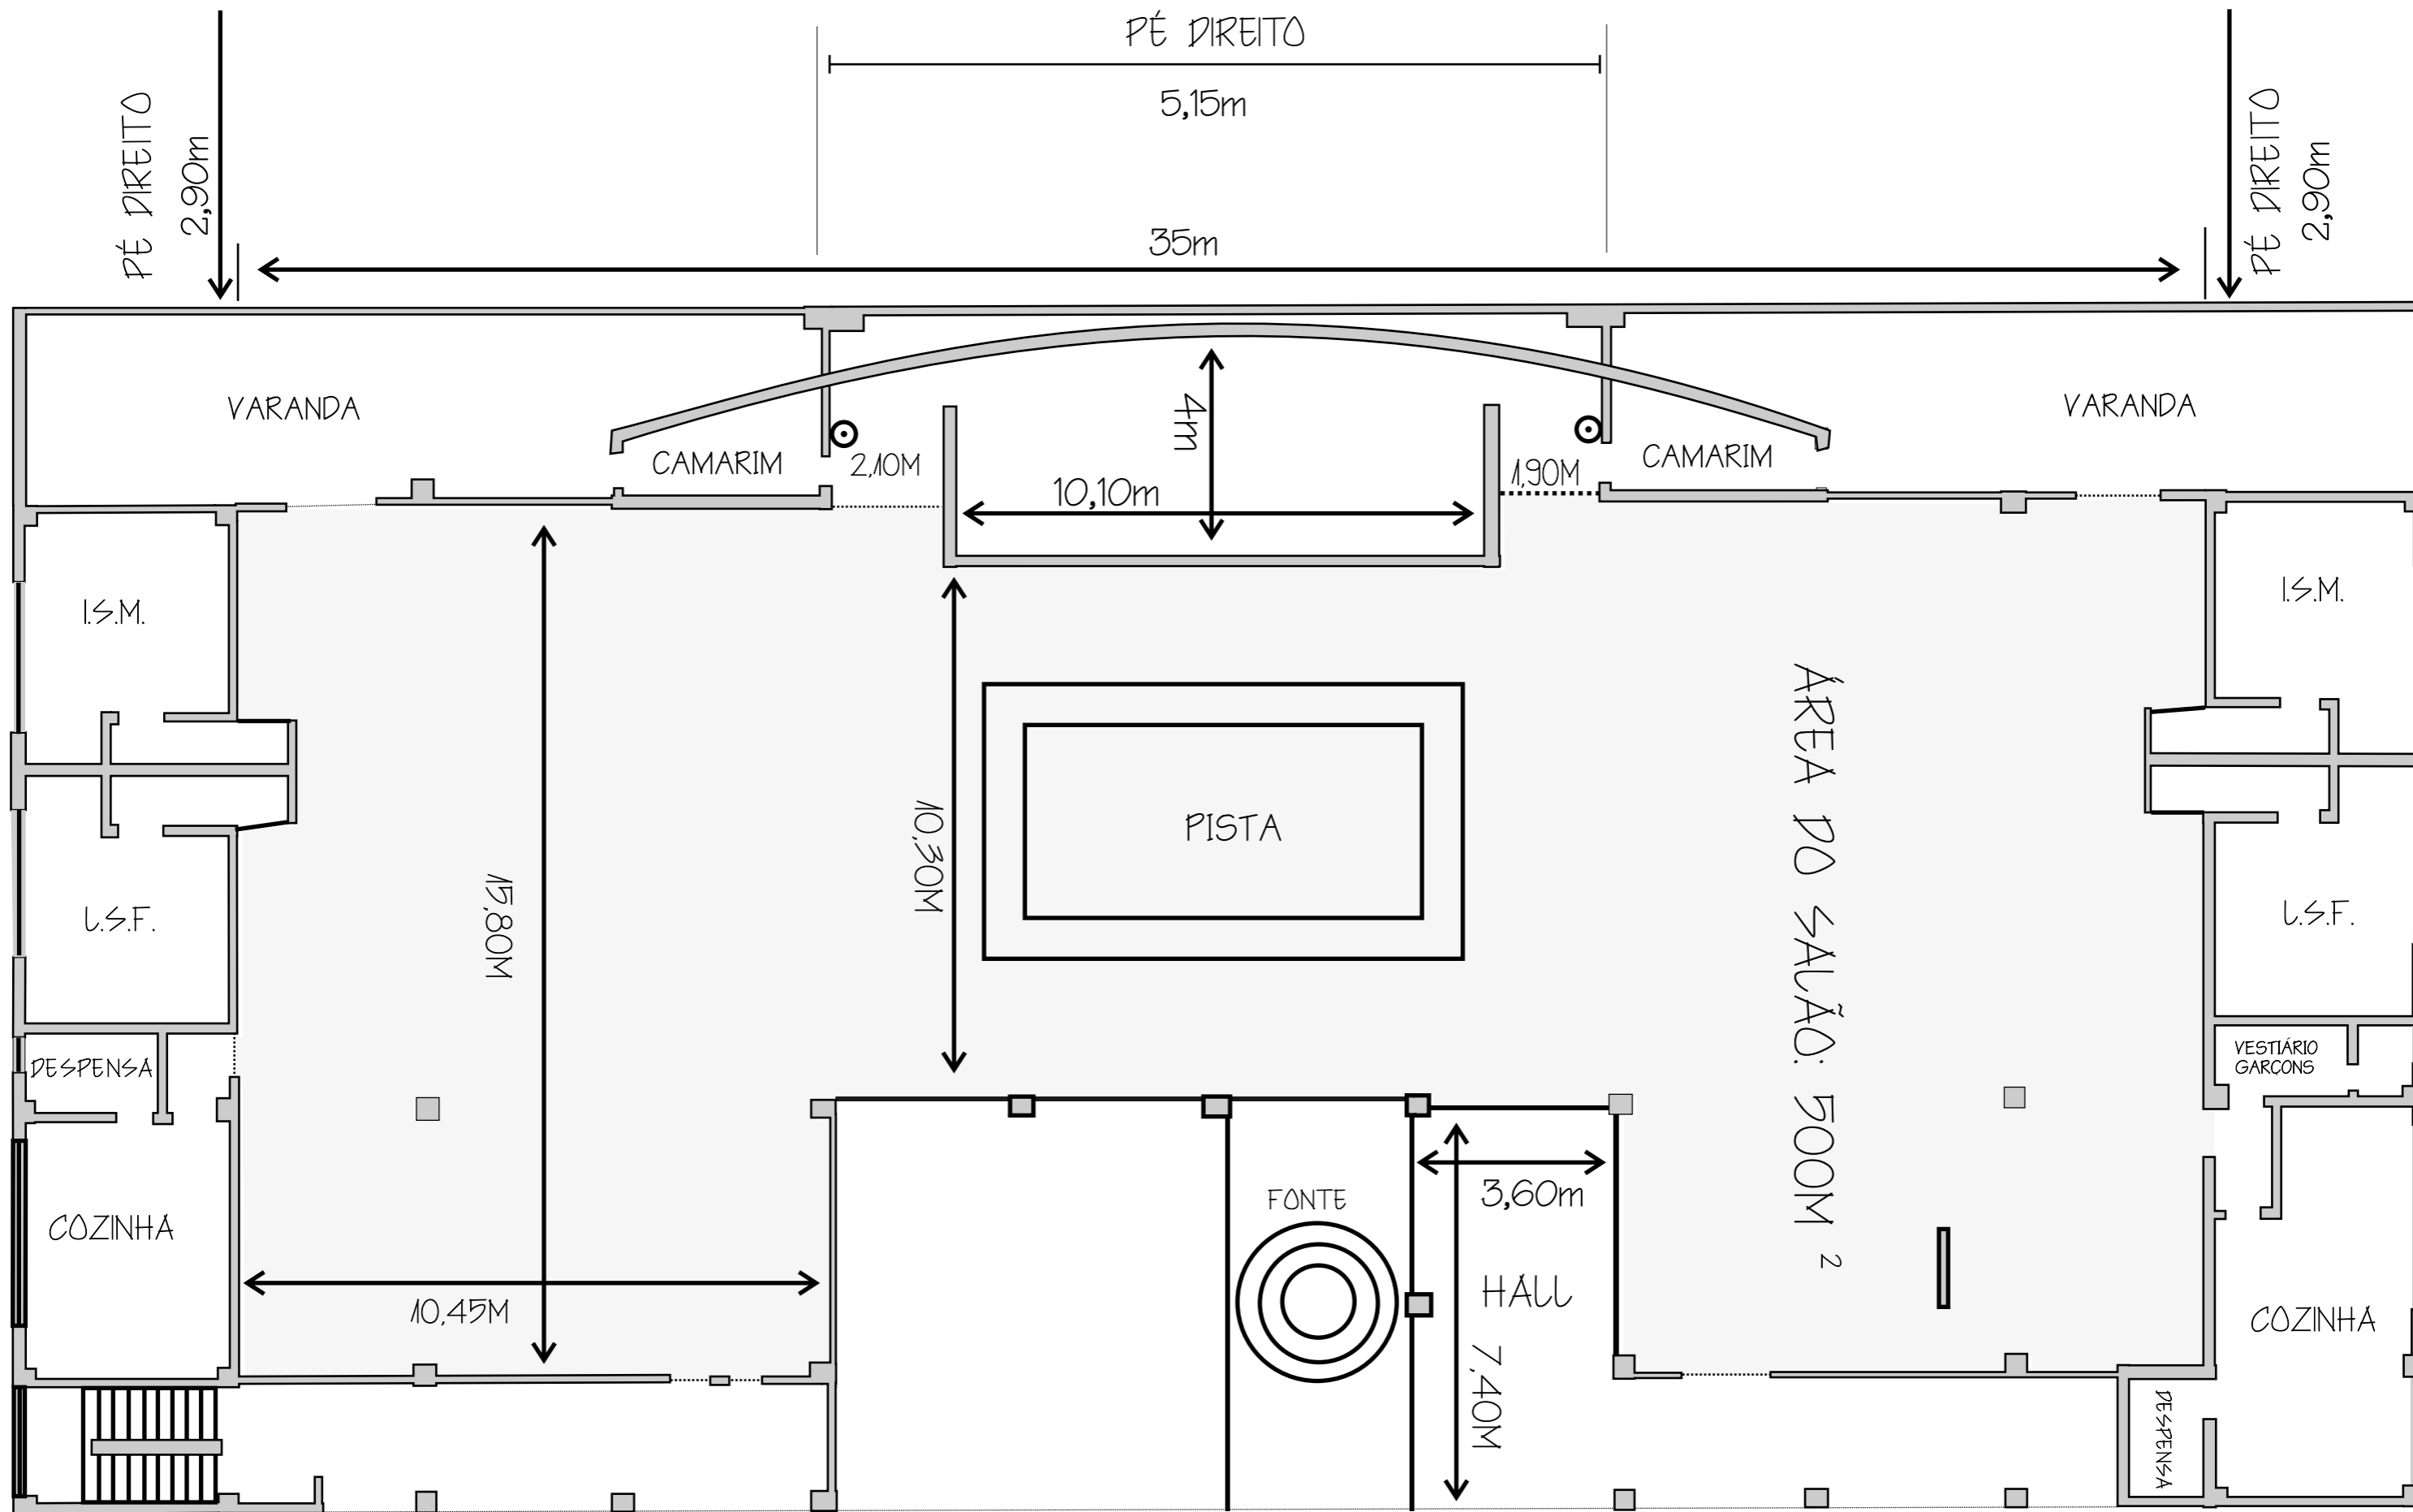 PÉ DIREITO
5,15m
PÉ DIREITO
2,90m
PÉ DIREITO
2,90m
35m
VARANDA
VARANDA
4m
CAMARIM
2,10M
1,90M
CAMARIM
10,10m
I.S.M.
I.S.M.
ÁREA DO SALÃO: 500M ²
PISTA
10,30M
15,80M
I.S.F.
I.S.F.
DESPENSA
VESTIÁRIO
GARÇONS
3,60m
FONTE
COZINHA
HALL
10,45M
COZINHA
7,40M
DESPENSA